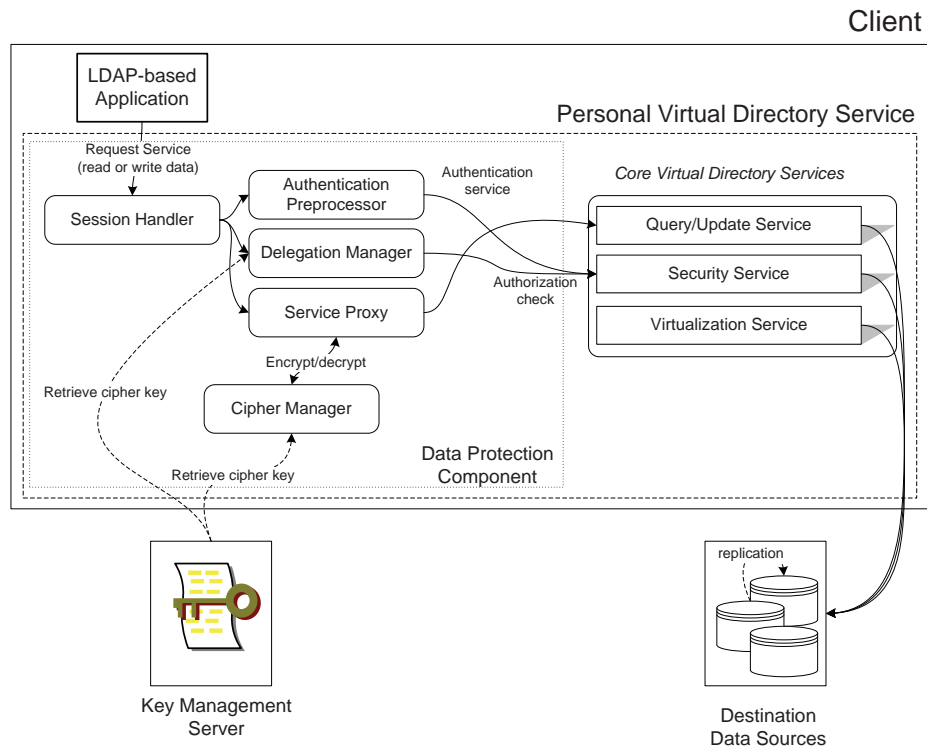 Client
LDAP-based
Application
Personal Virtual Directory Service
Request Service
(read or write data)
Session Handler
Authentication
Preprocessor
Delegation Manager
Service Proxy
Authentication
service
Authorization
check
Core Virtual Directory Services
Query/Update Service
Security Service
Virtualization Service
Encrypt/decrypt
Retrieve cipher key
Cipher Manager
Retrieve cipher key
Data Protection
Component
replication
Key Management
Server
Destination
Data Sources